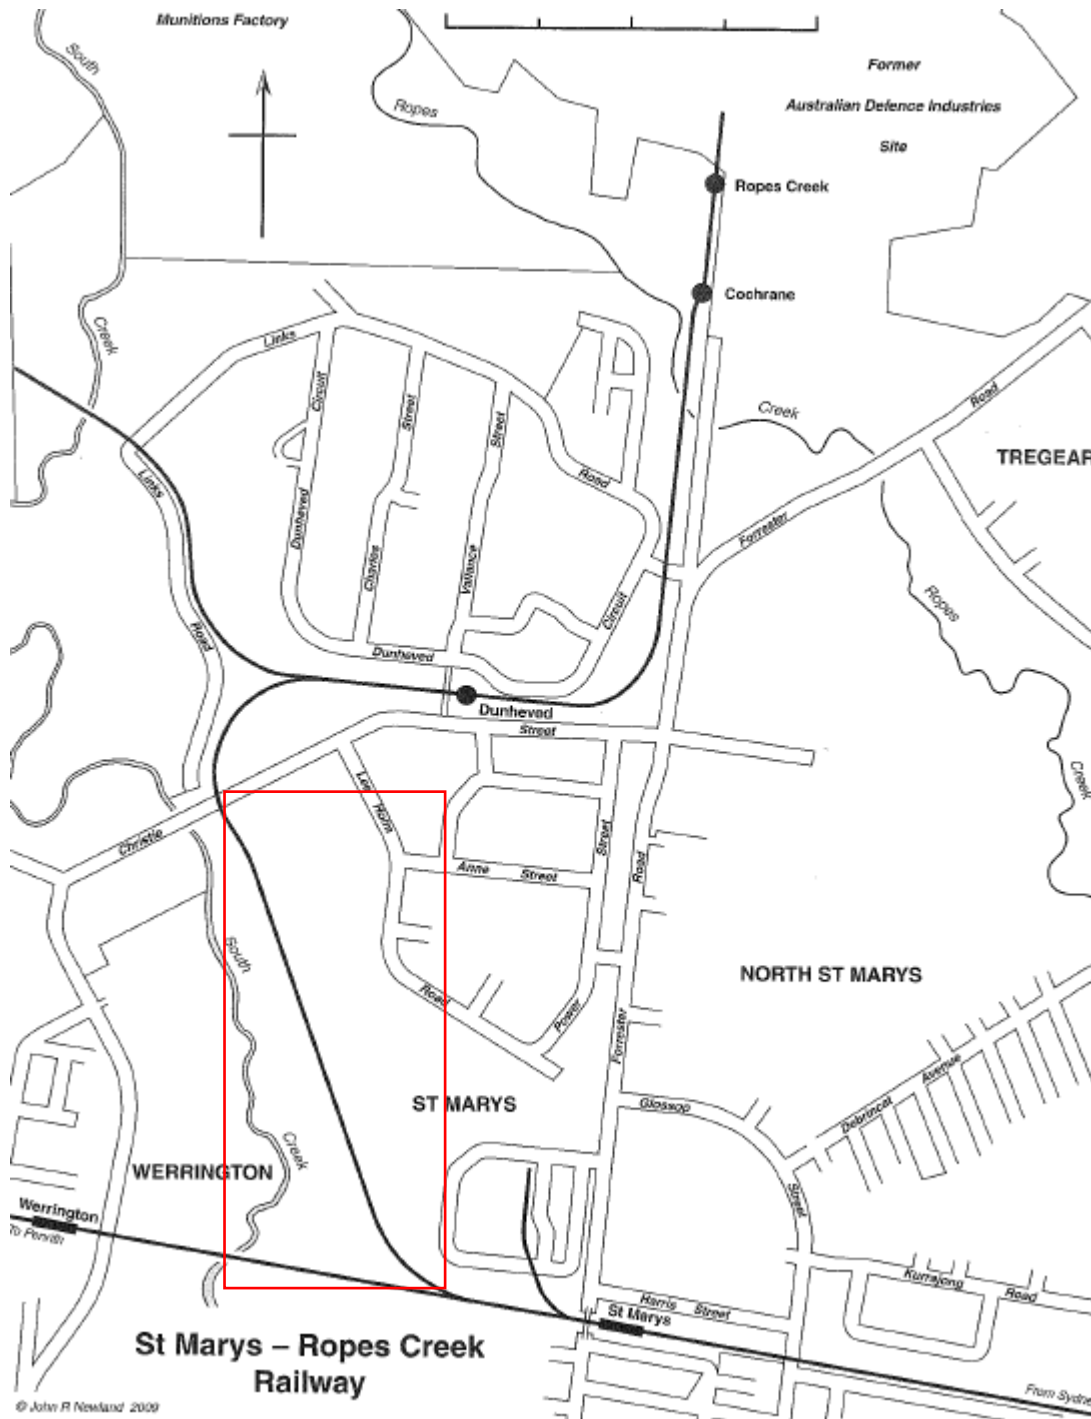 Munitions Factory
South
Ropes
Former
Australian Defence Industries
Site
Ropes Creek
Cochrane
Creek
Links
Circuit
Street
Street
Creek
Road
TREGEAR
Links
Road
Dunheved
Forrester
Charles
Vallance
Ropes
Circuit
Road
Dunheved
Dunheved
Street
Creek
Lee
Holm
Christie
Street
Road
Anne Street
South
NORTH ST MARYS
Road
Power
Forrester
Avenue
ST MARYS
Glossop
Debrincat
Creek
WERRINGTON
Street
Werrington
To Penrith
Kurrajong
Road
Harris Street
St Marys
St Marys – Ropes Creek
Railway
From Sydne
© John R Newland 2009